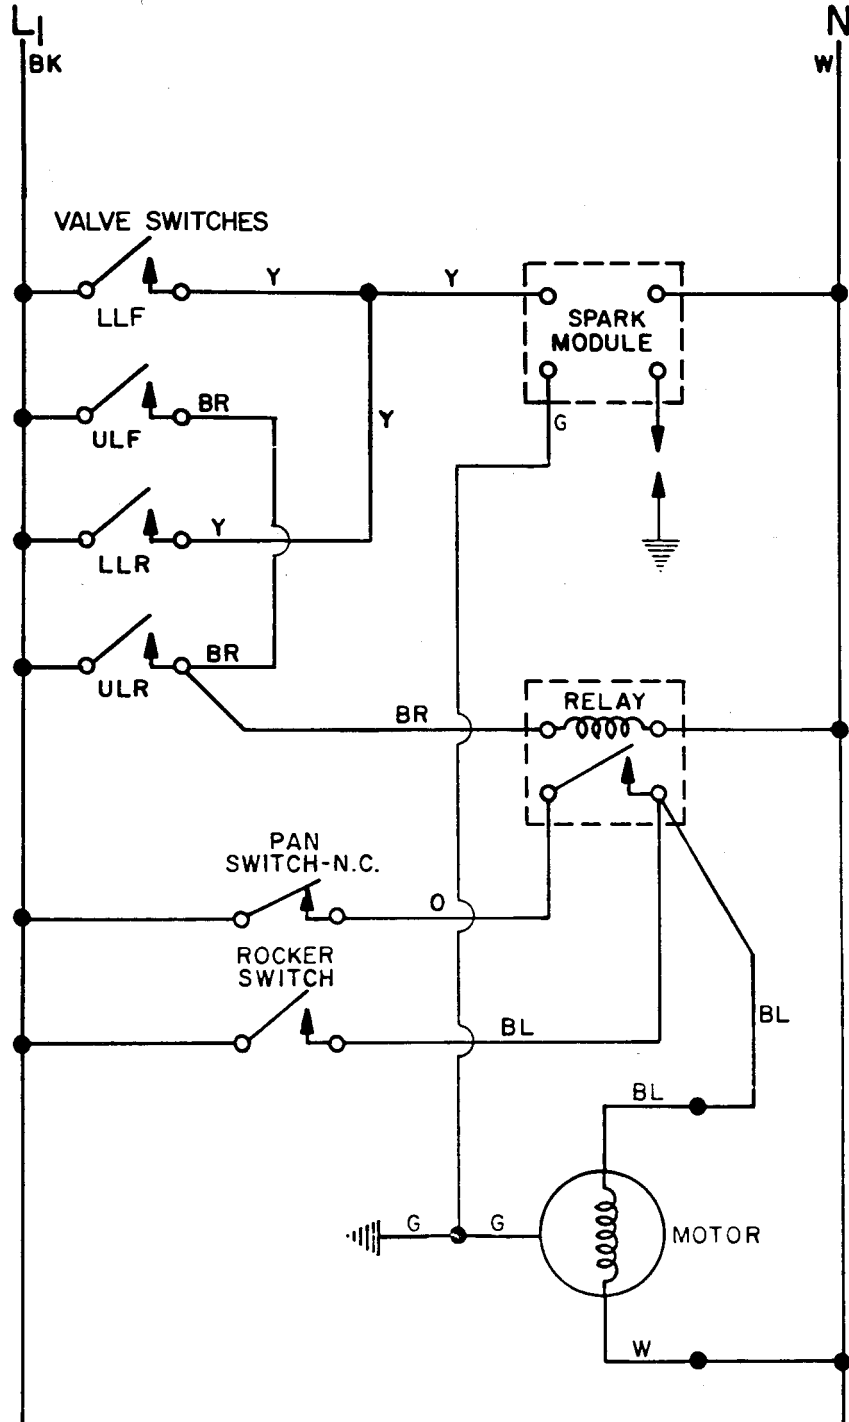 L1 N
BK W
VALVE SWITCHES
Y Y
LLF
SPARK
MODULE
BR
ULF
Y
G
Y
LLR
BR
ULR
RELAY
BR
PAN
SWITCH-N.C.
O
ROCKER
SWITCH
BL
BL
BL
G G
MOTOR
W